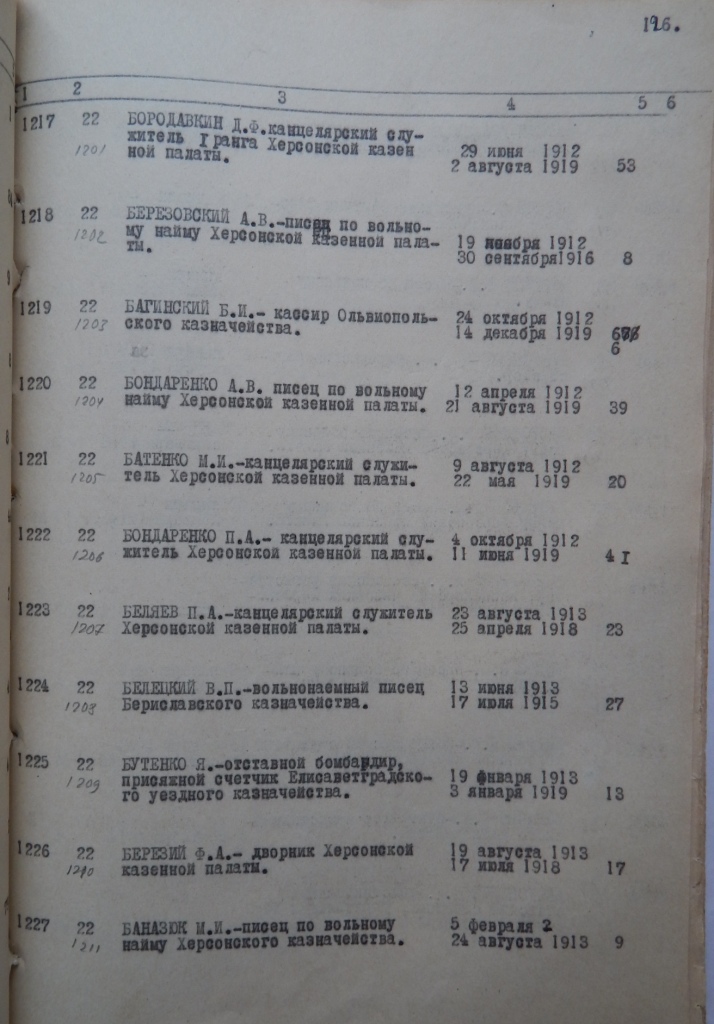 126.
1 2 3 4 5 6
1217 22 БОРОДАВКИН Д.Ф.канцелярский слу-
1201 житель I ранга Херсонской казен 29 июня 1912
ной палаты. 2 августа 1919 53
1218 22 БЕРЕЗОВСКИЙ А.В.-писец по вольно-
1202 му найму Херсонской казенной пала- 19 ноября 1912
ты. 30 сентября1916 8
1219 22 БАГИНСКИЙ Б.И.- кассир Ольвиополь- 24 октября 1912
1203 ского казначейства. 14 декабря 1919
6
1220 22 БОНДАРЕНКО А.В. писец по вольному 12 апреля 1912
1204 найму Херсонской казенной палаты. 21 августа 1919 39
1221 22 БАТЕНКО М.И.-канцелярский служи- 9 августа 1912
1205 тель Херсонской казенной палаты. 22 мая 1919 20
1222 22 БОНДАРЕНКО П.А.- канцелярский слу- 4 октября 1912
1206 житель Херсонской казенной палаты. 11 июня 1919 41
1223 22 БЕЛЯЕВ П.А.-канцелярский служитель 23 августа 1913
1207 Херсонской казенной палаты. 25 апреля 1918 23
1224 22 БЕЛЕЦКИЙ В.П.-вольнонаемный писец 13 июня 1913
1208 Бериславского казначейства. 17 июля 1915 27
1225 22 БУТЕНКО Я.-отставной бомбардир,
1209 присяжной счетчик Елисаветградско- 19 января 1913
го уездного казначейства. 3 января 1919 13
1226 22 БЕРЕЗИЙ Ф.А.- дворник Херсонской 19 августа 1913
1210 казенной палаты. 17 июля 1918 17
1227 22 БАНАЗЮК М.И.-писец по вольному 5 февраля 2
1211 найму Херсонского казначейства. 24 августа 1913 9